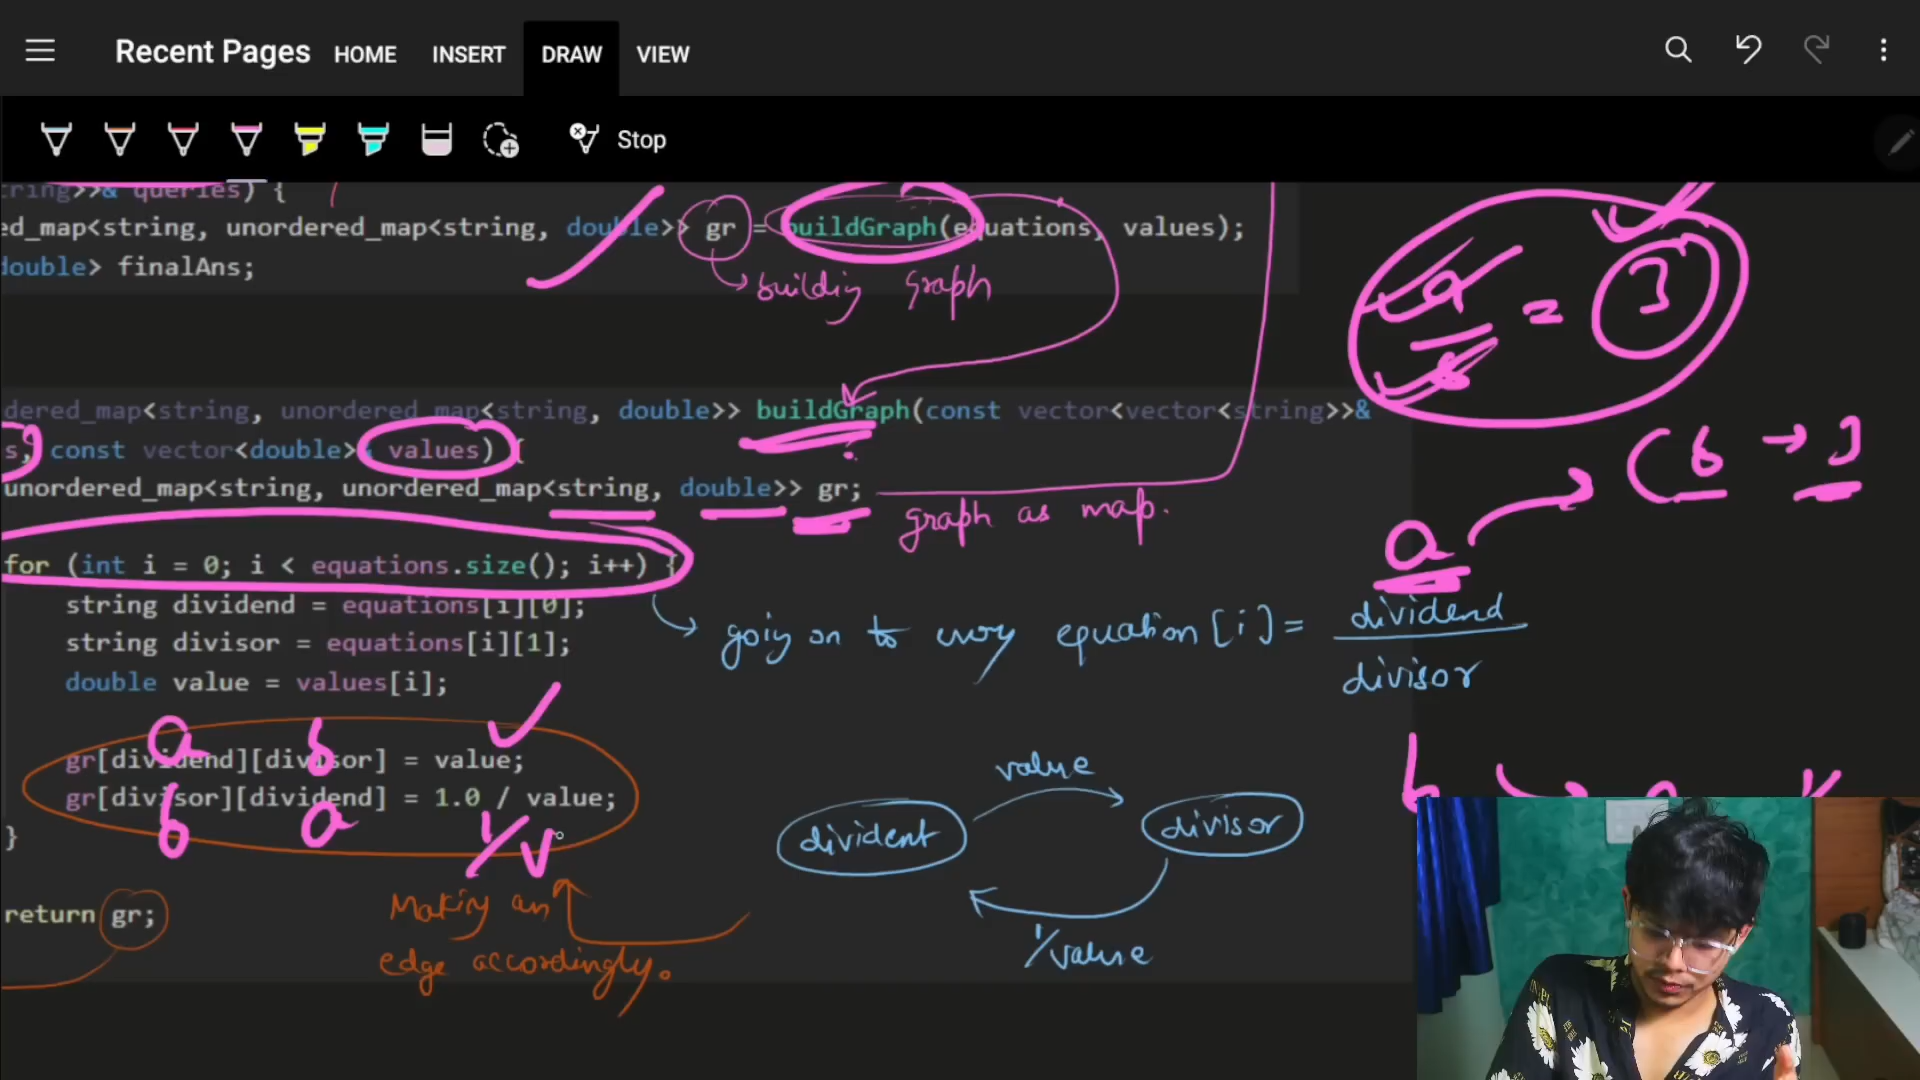 Recent Pages HOME INSERT DRAW VIEW
Stop
tring>>& queries) {
ed_map<string, unordered_map<string, double>> gr = buildGraph(equations, values);
double> finalAns;
building graph
a
b
= 3
dered_map<string, unordered_map<string, double>> buildGraph(const vector<vector<string>>&
s, const vector<double>& values) {
(b →
unordered_map<string, unordered_map<string, double>> gr;
graph as map.
a
for (int i = 0; i < equations.size(); i++) {
string dividend = equations[i][0];
string divisor = equations[i][1];
double value = values[i];
going on to every equation[i] = dividend
divisor
a b
gr[dividend][divisor] = value;
gr[divisor][dividend] = 1.0 / value;
b a 1/v
}
value
divident divisor
1/value
b
return gr;
Making an
edge accordingly.